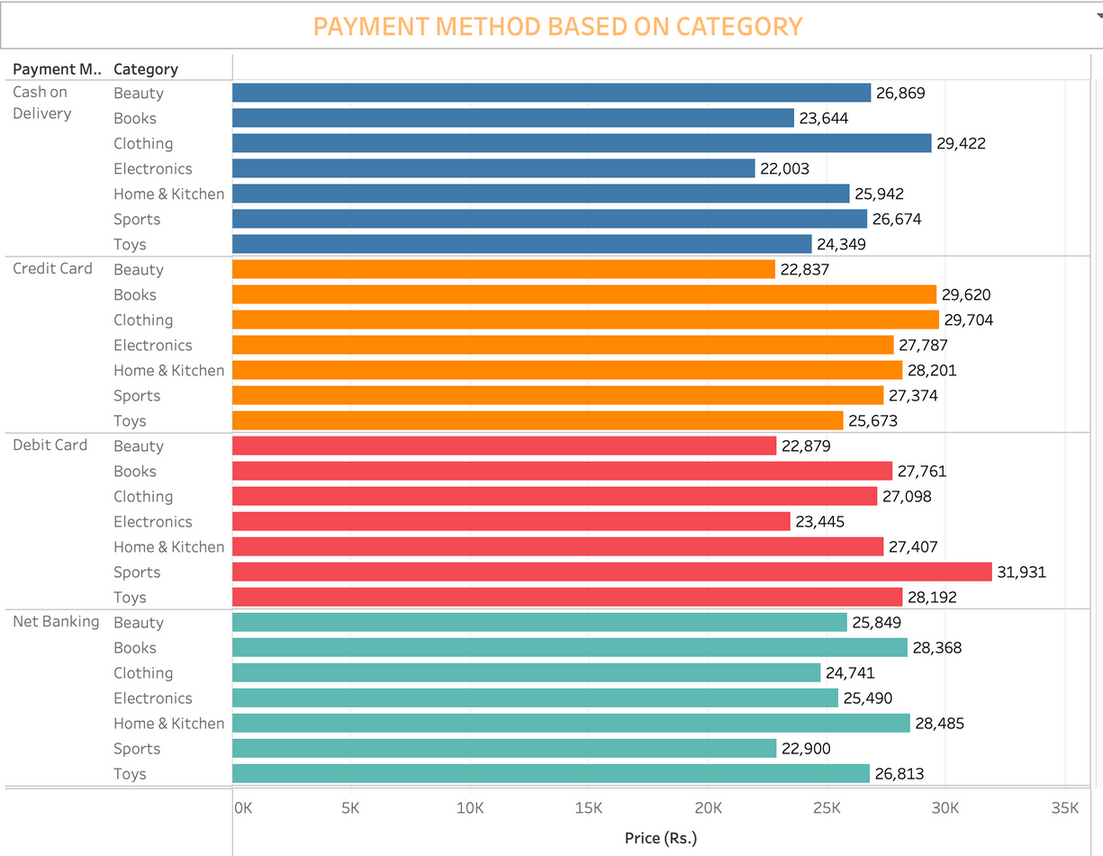 PAYMENT METHOD BASED ON CATEGORY
Payment M.. Category
Cash on Delivery
Beauty 26,869
Books 23,644
Clothing 29,422
Electronics 22,003
Home & Kitchen 25,942
Sports 26,674
Toys 24,349
Credit Card
Beauty 22,837
Books 29,620
Clothing 29,704
Electronics 27,787
Home & Kitchen 28,201
Sports 27,374
Toys 25,673
Debit Card
Beauty 22,879
Books 27,761
Clothing 27,098
Electronics 23,445
Home & Kitchen 27,407
Sports 31,931
Toys 28,192
Net Banking
Beauty 25,849
Books 28,368
Clothing 24,741
Electronics 25,490
Home & Kitchen 28,485
Sports 22,900
Toys 26,813
0K 5K 10K 15K 20K 25K 30K 35K
Price (Rs.)